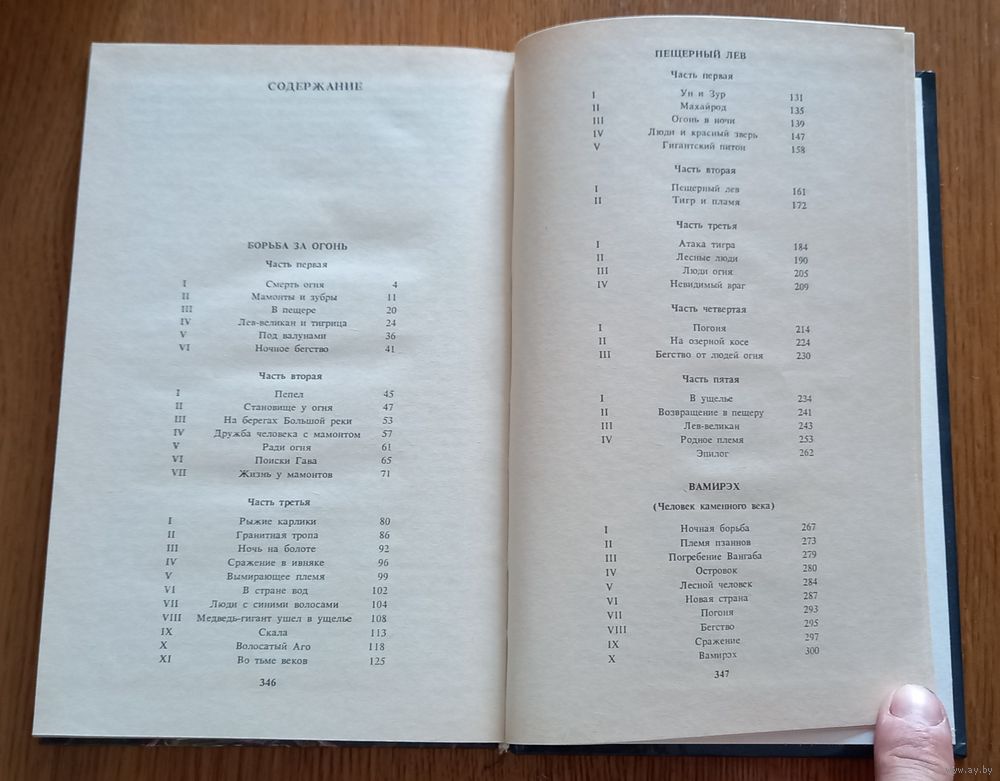 СОДЕРЖАНИЕ
БОРЬБА ЗА ОГОНЬ
Часть первая
I Смерть огня 4
II Мамонты и зубры 11
III В пещере 20
IV Лев-великан и тигрица 24
V Под валунами 36
VI Ночное бегство 41
Часть вторая
I Пепел 45
II Становище у огня 47
III На берегах Большой реки 53
IV Дружба человека с мамонтом 57
V Ради огня 61
VI Поиски Гава 65
VII Жизнь у мамонтов 71
Часть третья
I Рыжие карлики 80
II Гранитная тропа 86
III Ночь на болоте 92
IV Сражение в ивняке 96
V Вымирающее племя 99
VI В стране вод 102
VII Люди с синими волосами 104
VIII Медведь-гигант ушел в ущелье 108
IX Скала 113
X Волосатый Аго 118
XI Во тьме веков 125
346
ПЕЩЕРНЫЙ ЛЕВ
Часть первая
I Ун и Зур 131
II Махайрод 135
III Огонь в ночи 139
IV Люди и красный зверь 147
V Гигантский питон 158
Часть вторая
I Пещерный лев 161
II Тигр и пламя 172
Часть третья
I Атака тигра 184
II Лесные люди 190
III Люди огня 205
IV Невидимый враг 209
Часть четвертая
I Погоня 214
II На озерной косе 224
III Бегство от людей огня 230
Часть пятая
I В ущелье 234
II Возвращение в пещеру 241
III Лев-великан 243
IV Родное племя 253
Эпилог 262
ВАМИРЭХ
(Человек каменного века)
I Ночная борьба 267
II Племя пзаннов 273
III Погребение Вангаба 279
IV Островок 280
V Лесной человек 284
VI Новая страна 287
VII Погоня 293
VIII Бегство 295
IX Сражение 297
X Вамирэх 300
347
www.ay.by